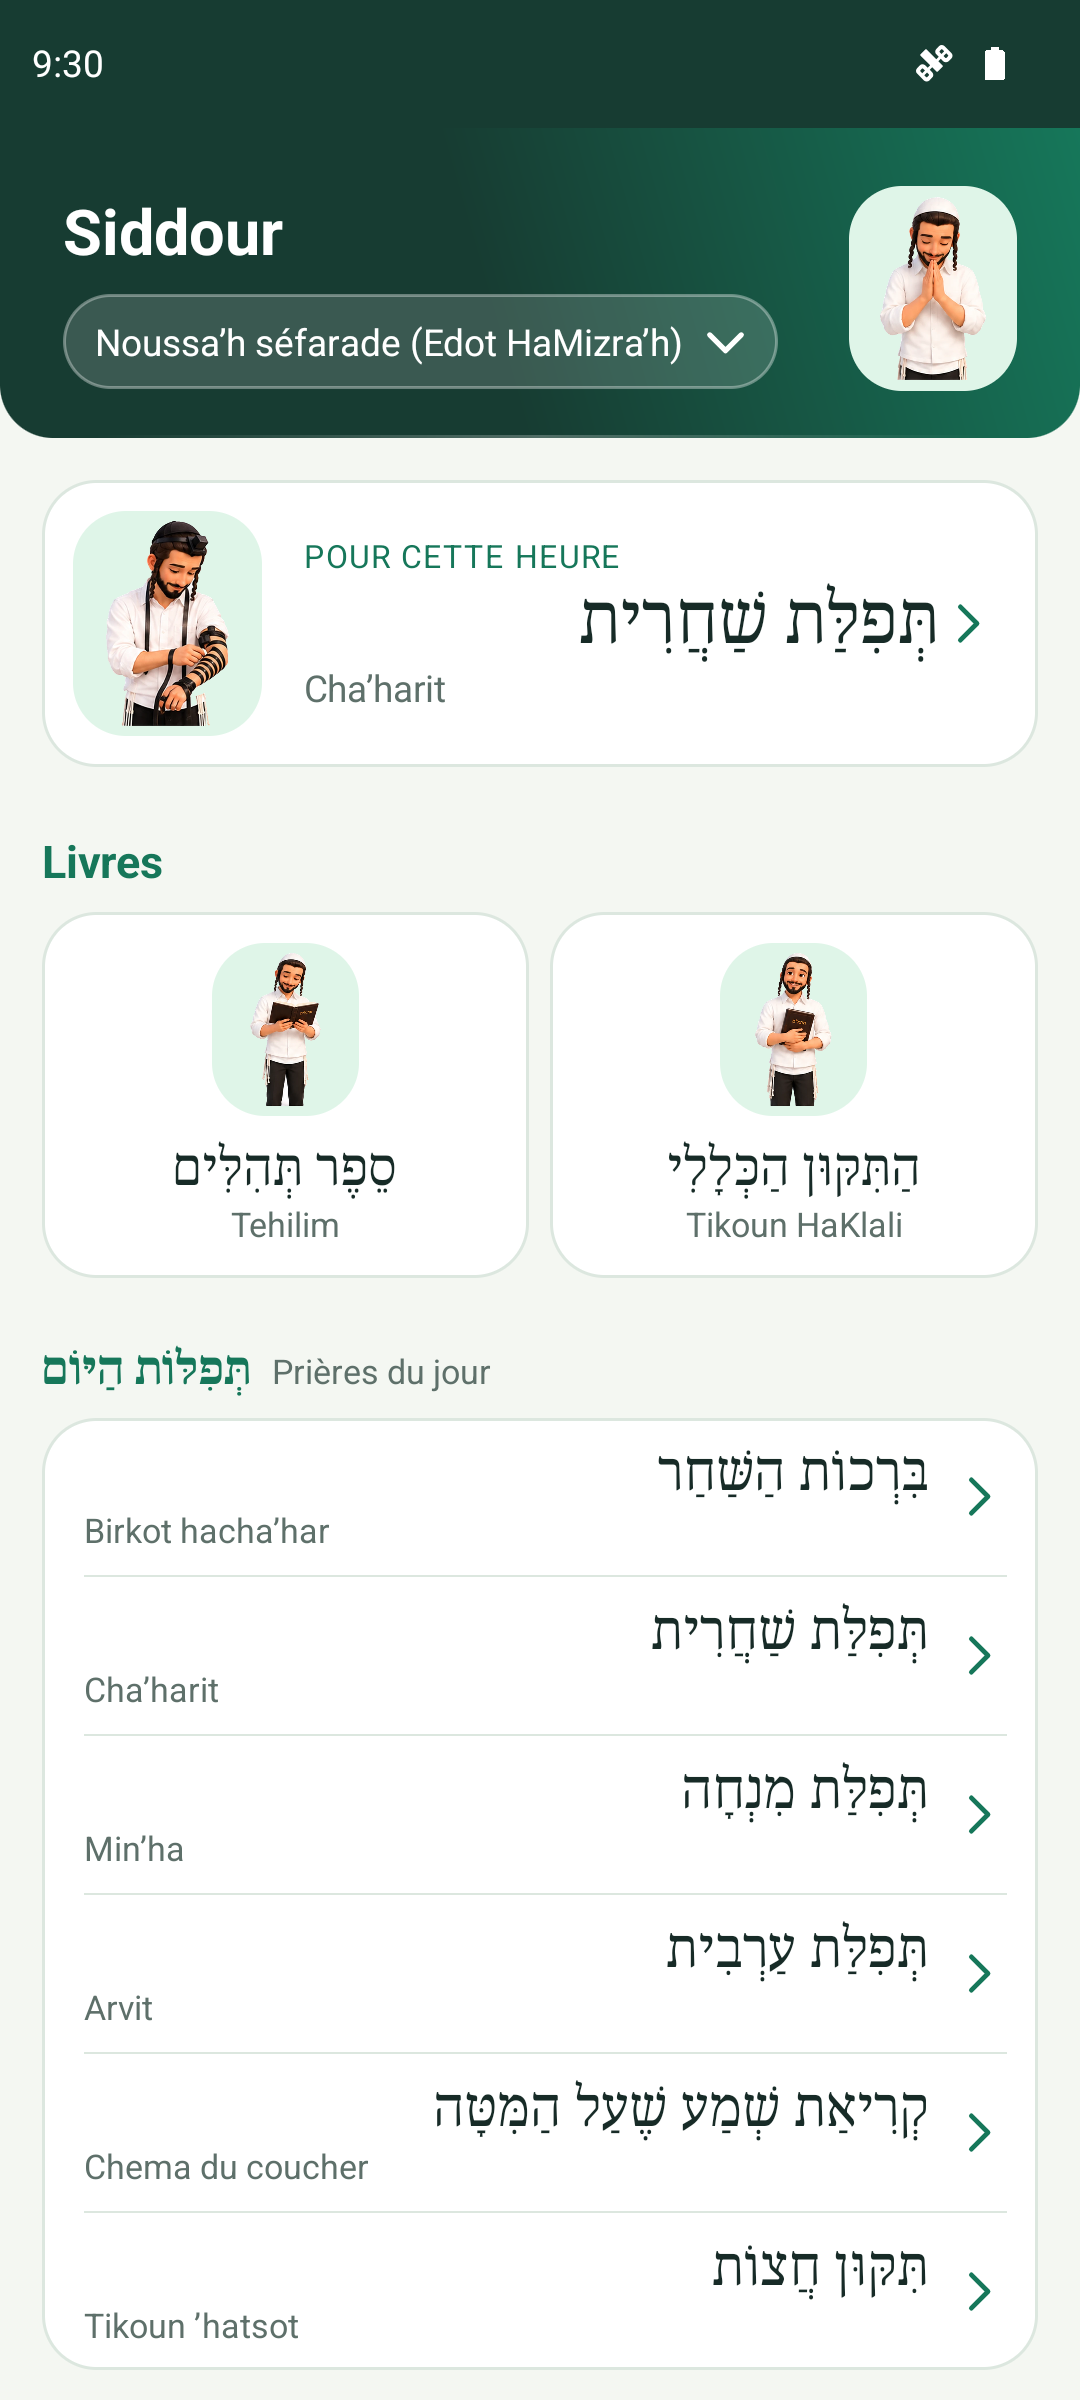 9:30
Siddour
Noussa’h séfarade (Edot HaMizra’h)
POUR CETTE HEURE
תְּפִלַּת שַׁחֲרִית
Cha’harit
Livres
סֵפֶר תְּהִלִּים
Tehilim
הַתִּקּוּן הַכְּלָלִי
Tikoun HaKlali
תְּפִלּוֹת הַיּוֹם Prières du jour
בִּרְכוֹת הַשַּׁחַר
Birkot hacha’har
תְּפִלַּת שַׁחֲרִית
Cha’harit
תְּפִלַּת מִנְחָה
Min’ha
תְּפִלַּת עַרְבִית
Arvit
קְרִיאַת שְׁמַע שֶׁעַל הַמִּטָּה
Chema du coucher
תִּקּוּן חֲצוֹת
Tikoun ’hatsot